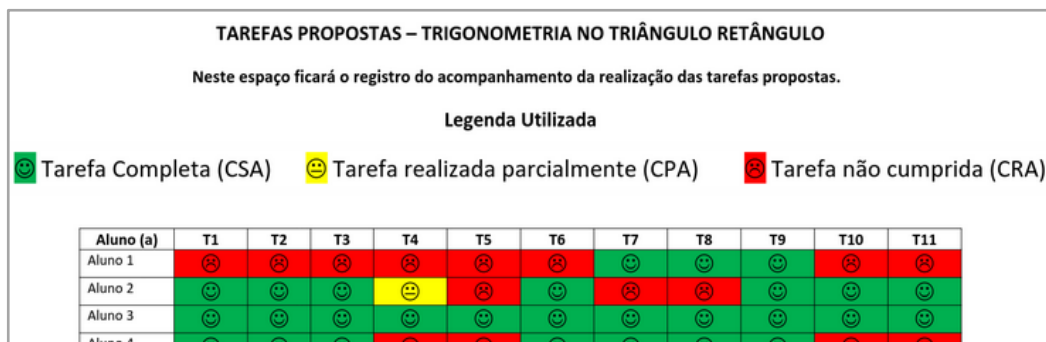 TAREFAS PROPOSTAS – TRIGONOMETRIA NO TRIÂNGULO RETÂNGULO
Neste espaço ficará o registro do acompanhamento da realização das tarefas propostas.
Legenda Utilizada
Tarefa Completa (CSA) Tarefa realizada parcialmente (CPA) Tarefa não cumprida (CRA)
Aluno (a) T1 T2 T3 T4 T5 T6 T7 T8 T9 T10 T11
Aluno 1
Aluno 2
Aluno 3
Aluno 4